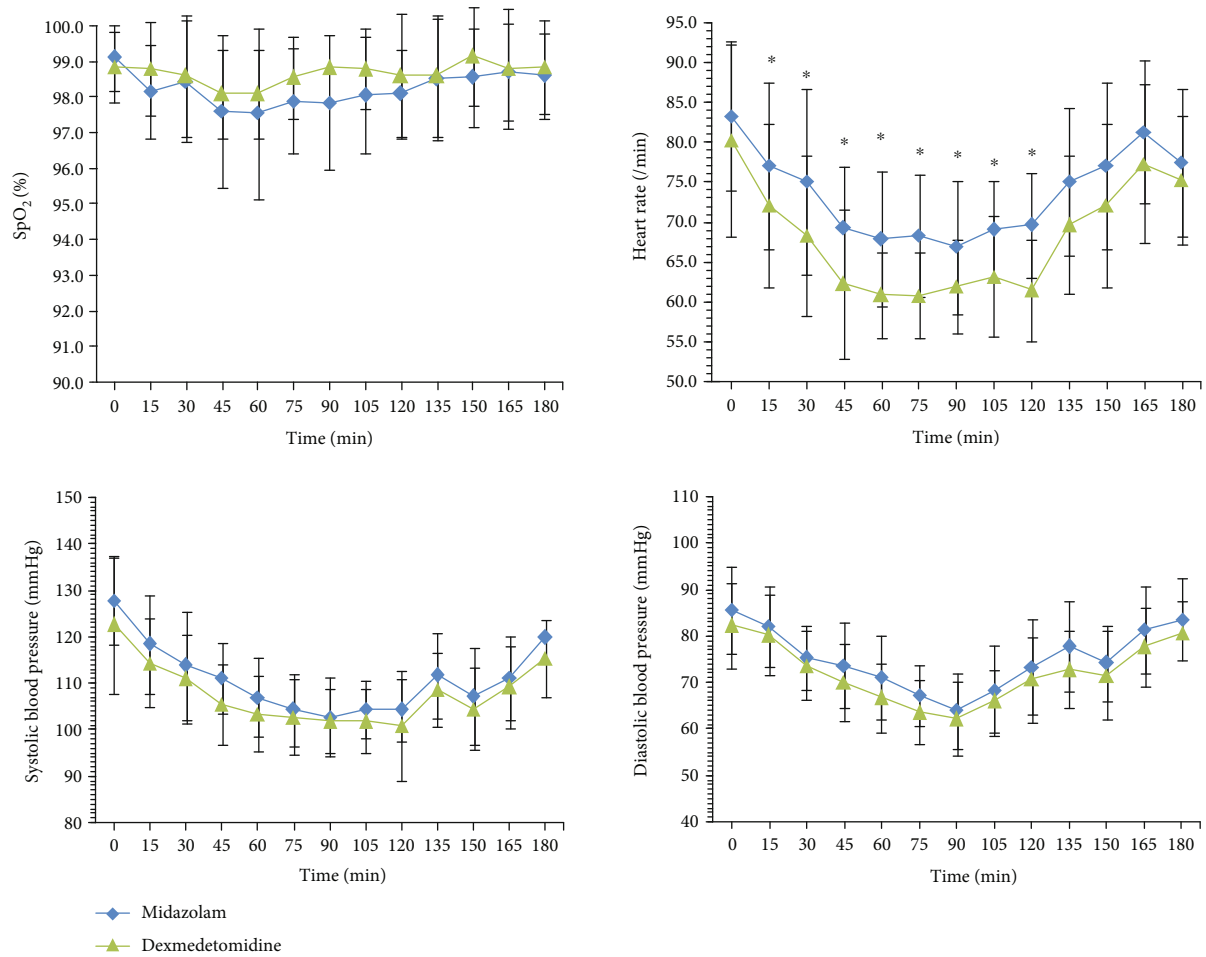 100.0
99.0
98.0
97.0
96.0
95.0
94.0
93.0
92.0
91.0
90.0
SpO2 (%)
0 15 30 45 60 75 90 105 120 135 150 165 180
Time (min)
95.0
90.0
85.0
80.0
75.0
70.0
65.0
60.0
55.0
50.0
Heart rate (/min)
* * * * * * * *
0 15 30 45 60 75 90 105 120 135 150 165 180
Time (min)
150
140
130
120
110
100
90
80
Systolic blood pressure (mmHg)
0 15 30 45 60 75 90 105 120 135 150 165 180
Time (min)
110
100
90
80
70
60
50
40
Diastolic blood pressure (mmHg)
0 15 30 45 60 75 90 105 120 135 150 165 180
Time (min)
Midazolam
Dexmedetomidine